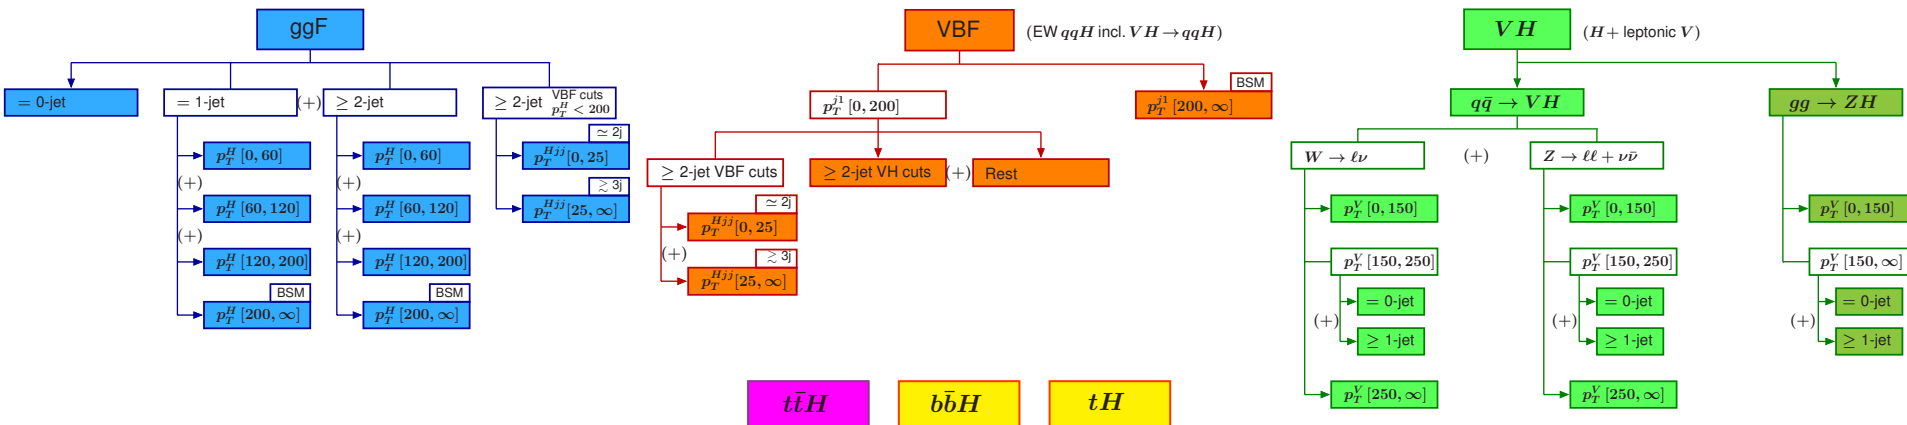 ggF
= 0-jet
= 1-jet
(+)
≥ 2-jet
≥ 2-jet VBF cuts
p_T^H < 200
p_T^H [0, 60]
(+)
p_T^H [60, 120]
(+)
p_T^H [120, 200]
BSM
p_T^H [200, ∞]
p_T^H [0, 60]
(+)
p_T^H [60, 120]
(+)
p_T^H [120, 200]
BSM
p_T^H [200, ∞]
≃ 2j
p_T^{Hjj} [0, 25]
≳ 3j
p_T^{Hjj} [25, ∞]
VBF
(EW qqH incl. VH → qqH)
p_T^{j1} [0, 200]
BSM
p_T^{j1} [200, ∞]
≥ 2-jet VBF cuts
≥ 2-jet VH cuts
(+)
Rest
≃ 2j
p_T^{Hjj} [0, 25]
(+)
≳ 3j
p_T^{Hjj} [25, ∞]
VH
(H+ leptonic V)
qq̄ → VH
gg → ZH
W → ℓν
(+)
Z → ℓℓ + νν̄
p_T^V [0, 150]
p_T^V [150, 250]
= 0-jet
(+)
≥ 1-jet
p_T^V [250, ∞]
p_T^V [0, 150]
p_T^V [150, 250]
= 0-jet
(+)
≥ 1-jet
p_T^V [250, ∞]
p_T^V [0, 150]
p_T^V [150, ∞]
= 0-jet
(+)
≥ 1-jet
tt̄H
bb̄H
tH